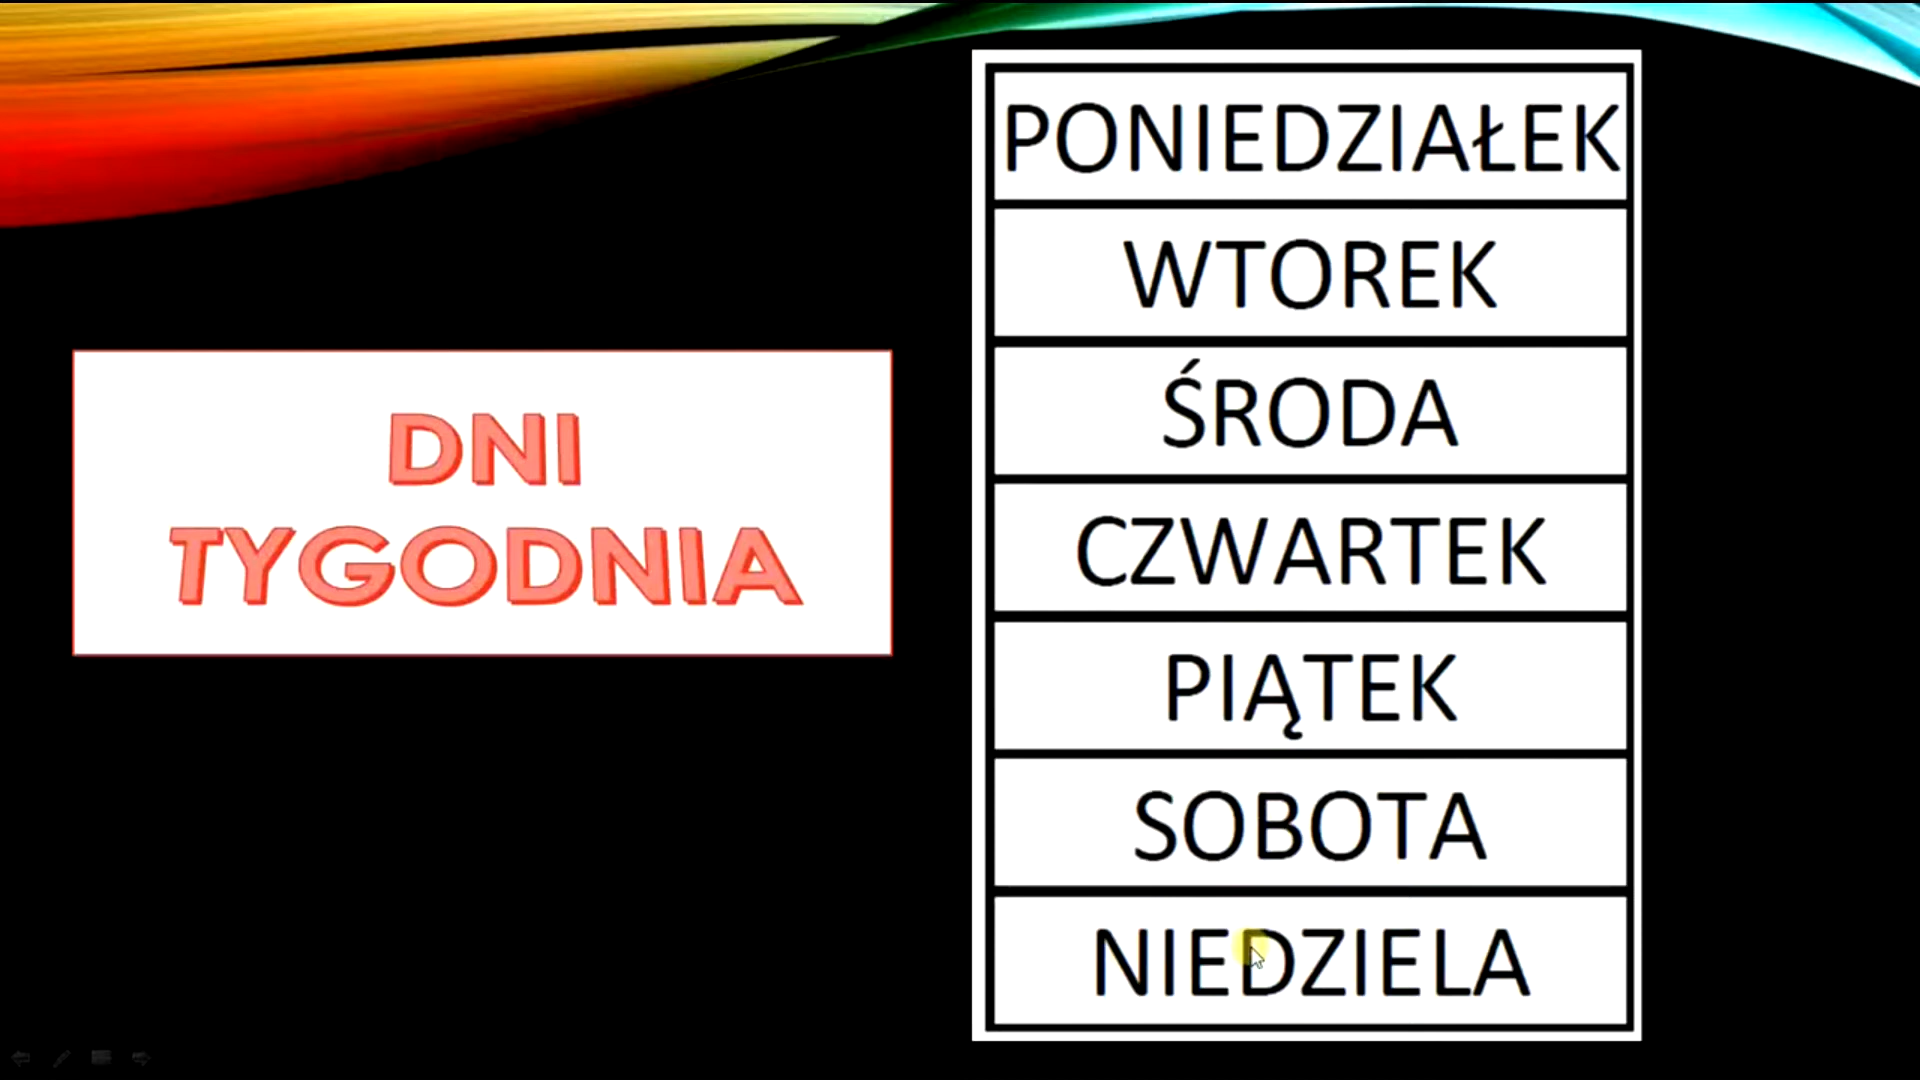 DNI
TYGODNIA
PONIEDZIAŁEK
WTOREK
ŚRODA
CZWARTEK
PIĄTEK
SOBOTA
NIEDZIELA